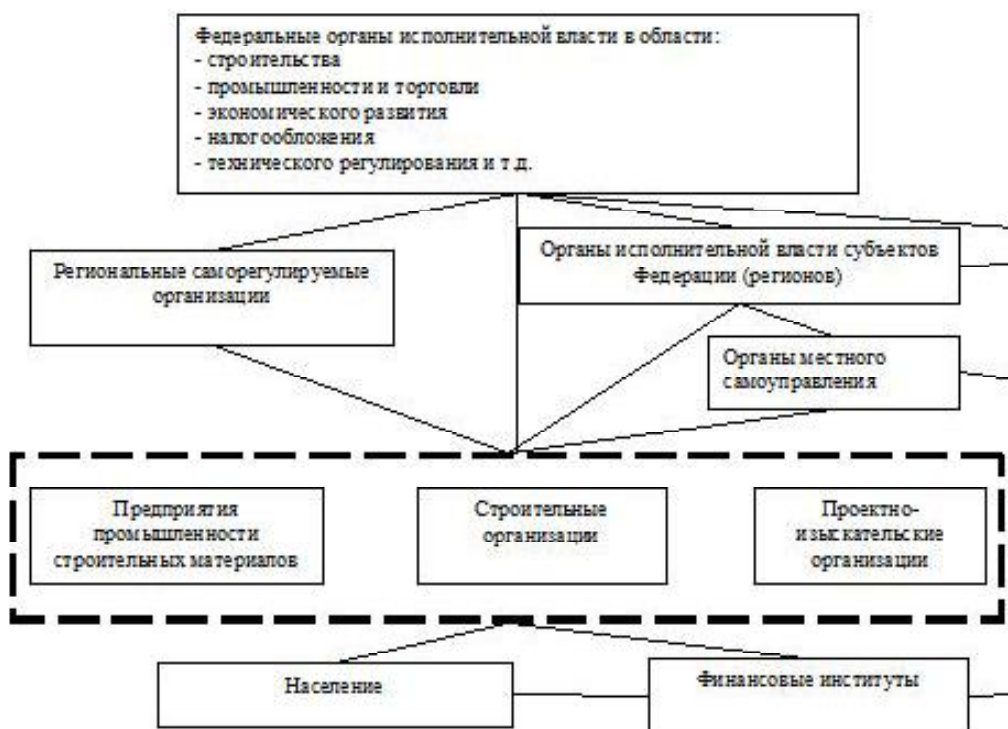 Федеральные органы исполнительной власти в области:
- строительства
- промышленности и торговли
- экономического развития
- налогообложения
- технического регулирования и т.д.
Региональные саморегулируемые
организации
Органы исполнительной власти субъектов
Федерации (регионов)
Органы местного
самоуправления
Предприятия
промышленности
строительных материалов
Строительные
организации
Проектно-
изыскательские
организации
Население
Финансовые институты